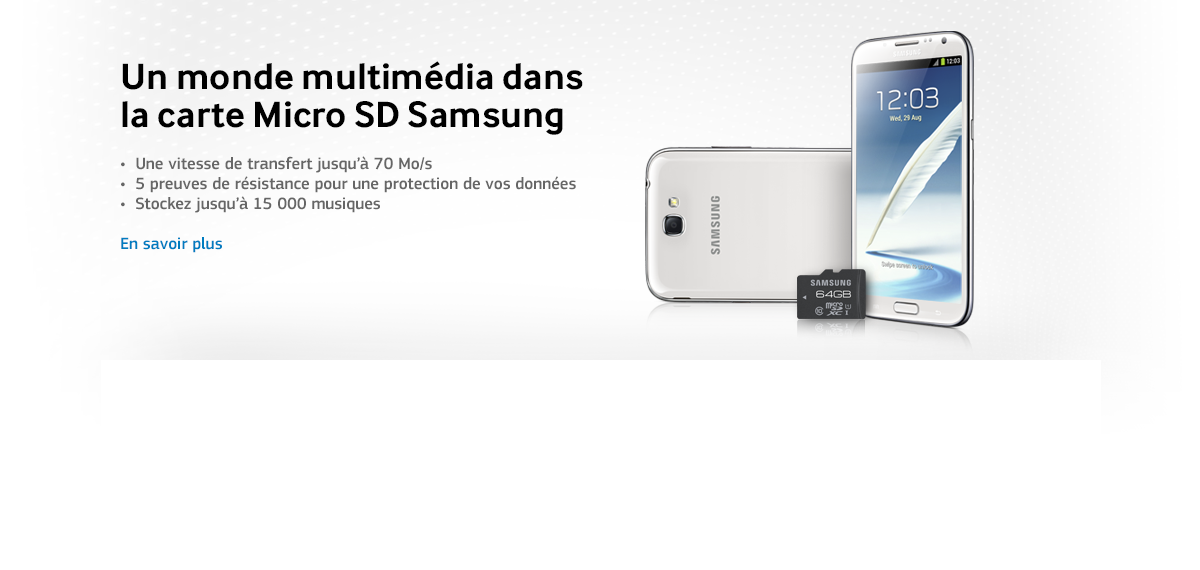 Un monde multimédia dans
la carte Micro SD Samsung
• Une vitesse de transfert jusqu'à 70 Mo/s
• 5 preuves de résistance pour une protection de vos données
• Stockez jusqu'à 15 000 musiques
En savoir plus
SAMSUNG
SAMSUNG
12:03
12:03
Wed, 29 Aug
SAMSUNG
64GB
micro
XC I